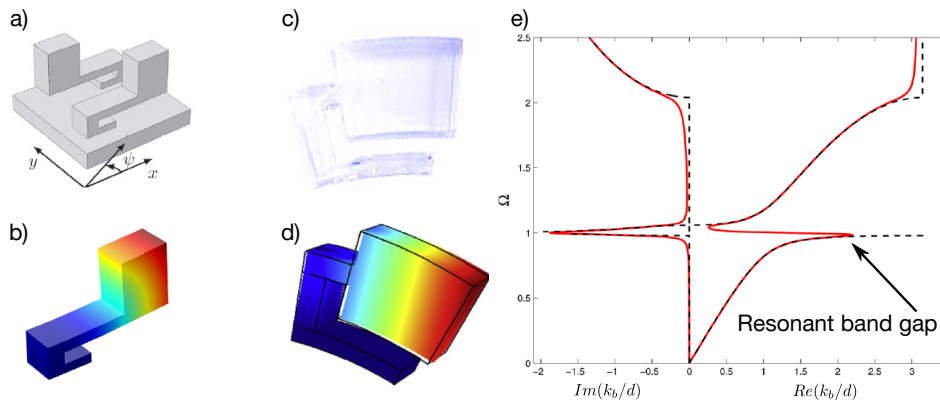 a)
ψ
y
x
b)
c)
d)
e)
2.5
2
1.5
1
0.5
0
Ω
Resonant band gap
-2
-1.5
-1
-0.5
0
0.5
1
1.5
2
2.5
3
Im(k_b/d)
Re(k_b/d)